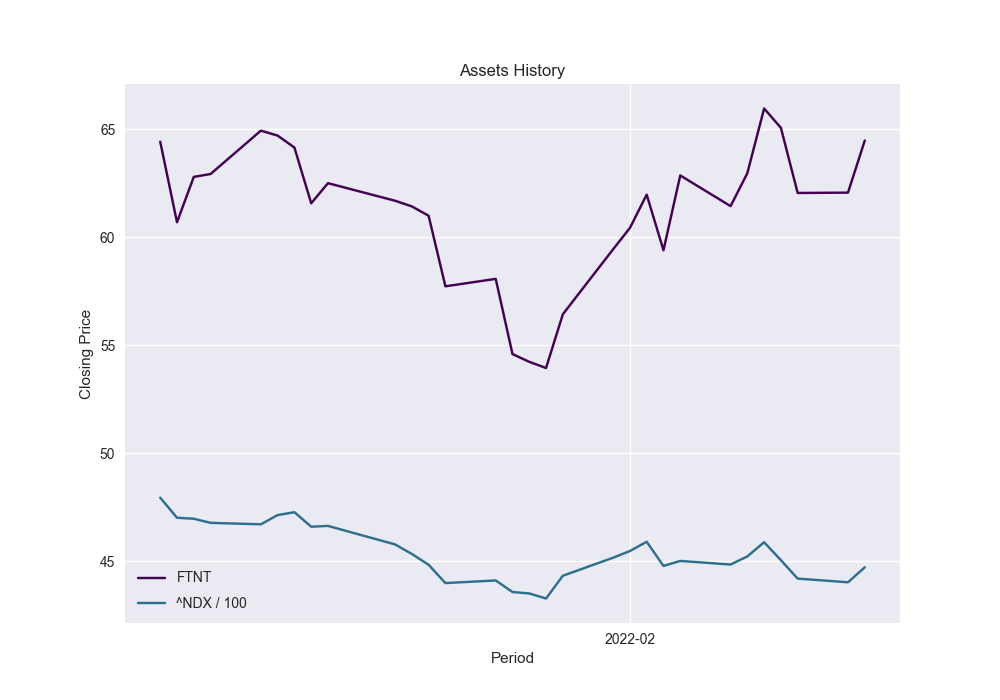 Assets History
Closing Price
65
60
55
50
45
FTNT
^NDX / 100
2022-02
Period